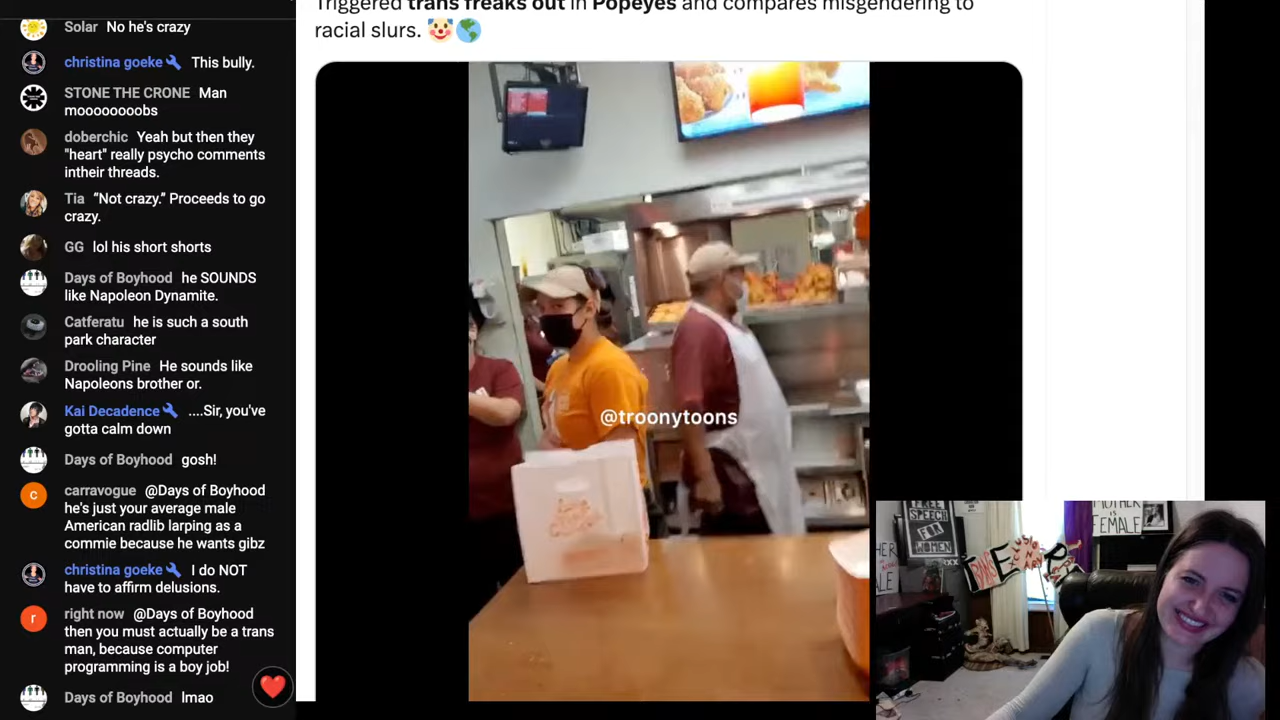 Solar No he's crazy
christina goeke This bully.
STONE THE CRONE Man
moooooooobs
doberchic Yeah but then they
"heart" really psycho comments
intheir threads.
Tia “Not crazy.” Proceeds to go
crazy.
GG lol his short shorts
Days of Boyhood he SOUNDS
like Napoleon Dynamite.
Catferatu he is such a south
park character
Drooling Pine He sounds like
Napoleons brother or.
Kai Decadence ....Sir, you've
gotta calm down
Days of Boyhood gosh!
carravogue @Days of Boyhood
he's just your average male
American radlib larping as a
commie because he wants gibz
christina goeke I do NOT
have to affirm delusions.
right now @Days of Boyhood
then you must actually be a trans
man, because computer
programming is a boy job!
Days of Boyhood lmao
Triggered trans freaks out in Popeyes and compares misgendering to
racial slurs. 🤡🌎
@troonytoons
FREE
SPEECH
FOR
WOMEN
XX
FEMALE